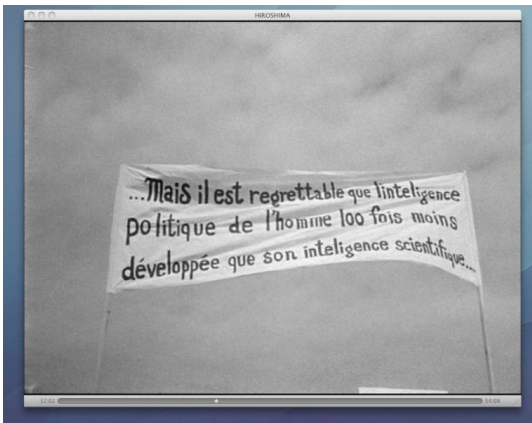 HIROSHIMA
...Mais il est regrettable que l'inteligence
politique de l'homme 100 fois moins
développée que son inteligence scientifique...